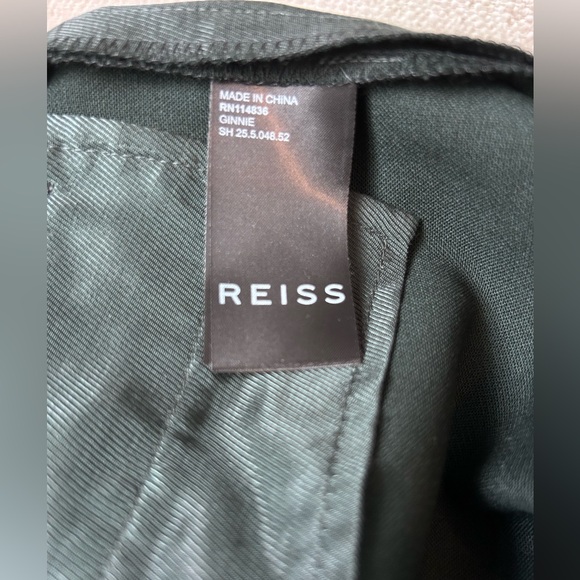 MADE IN CHINA
RN114836
GINNIE
SH 25.5.048.52
REISS